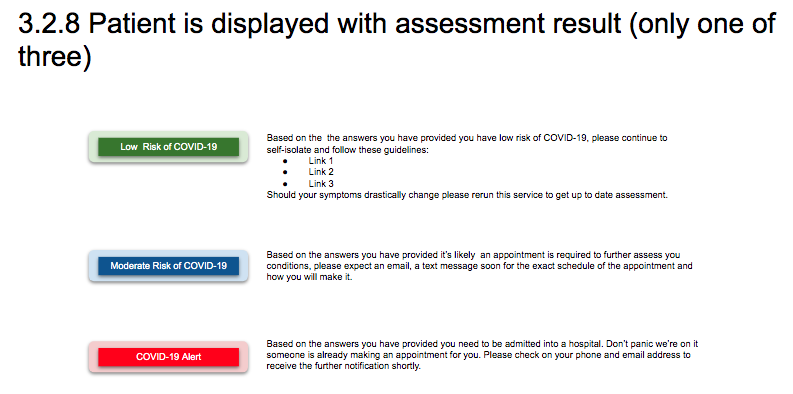 3.2.8 Patient is displayed with assessment result (only one of
three)
Low Risk of COVID-19
Based on the the answers you have provided you have low risk of COVID-19, please continue to
self-isolate and follow these guidelines:
● Link 1
● Link 2
● Link 3
Should your symptoms drastically change please rerun this service to get up to date assessment.
Moderate Risk of COVID-19
Based on the answers you have provided it's likely an appointment is required to further assess you
conditions, please expect an email, a text message soon for the exact schedule of the appointment and
how you will make it.
COVID-19 Alert
Based on the answers you have provided you need to be admitted into a hospital. Don't panic we're on it
someone is already making an appointment for you. Please check on your phone and email address to
receive the further notification shortly.